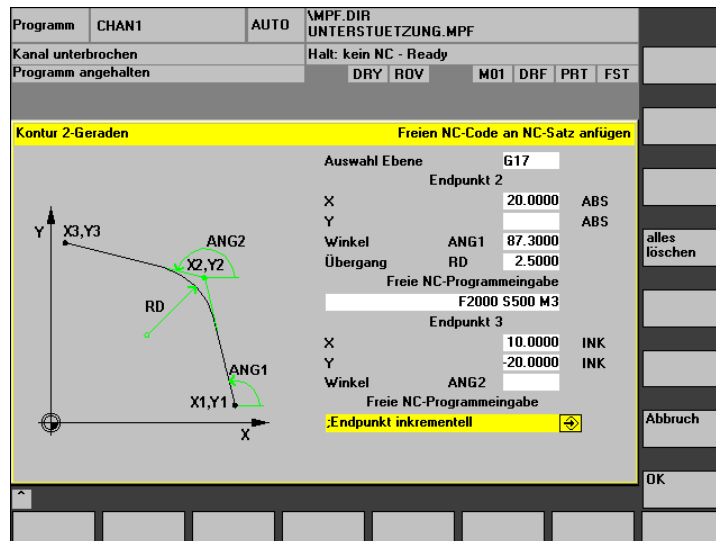 Programm CHAN1 AUTO \MPF.DIR
UNTERSTUETZUNG.MPF
Kanal unterbrochen Halt: kein NC - Ready
Programm angehalten DRY ROV M01 DRF PRT FST
Kontur 2-Geraden Freien NC-Code an NC-Satz anfügen
Auswahl Ebene G17
Endpunkt 2
X 20.0000 ABS
Y ABS
Winkel ANG1 87.3000
Übergang RD 2.5000
Freie NC-Programmeingabe
F2000 S500 M3
Endpunkt 3
X 10.0000 INK
Y -20.0000 INK
Winkel ANG2
Freie NC-Programmeingabe
;Endpunkt inkrementell
Y
X3,Y3
ANG2
X2,Y2
RD
ANG1
X1,Y1
X
alles
löschen
Abbruch
OK
^